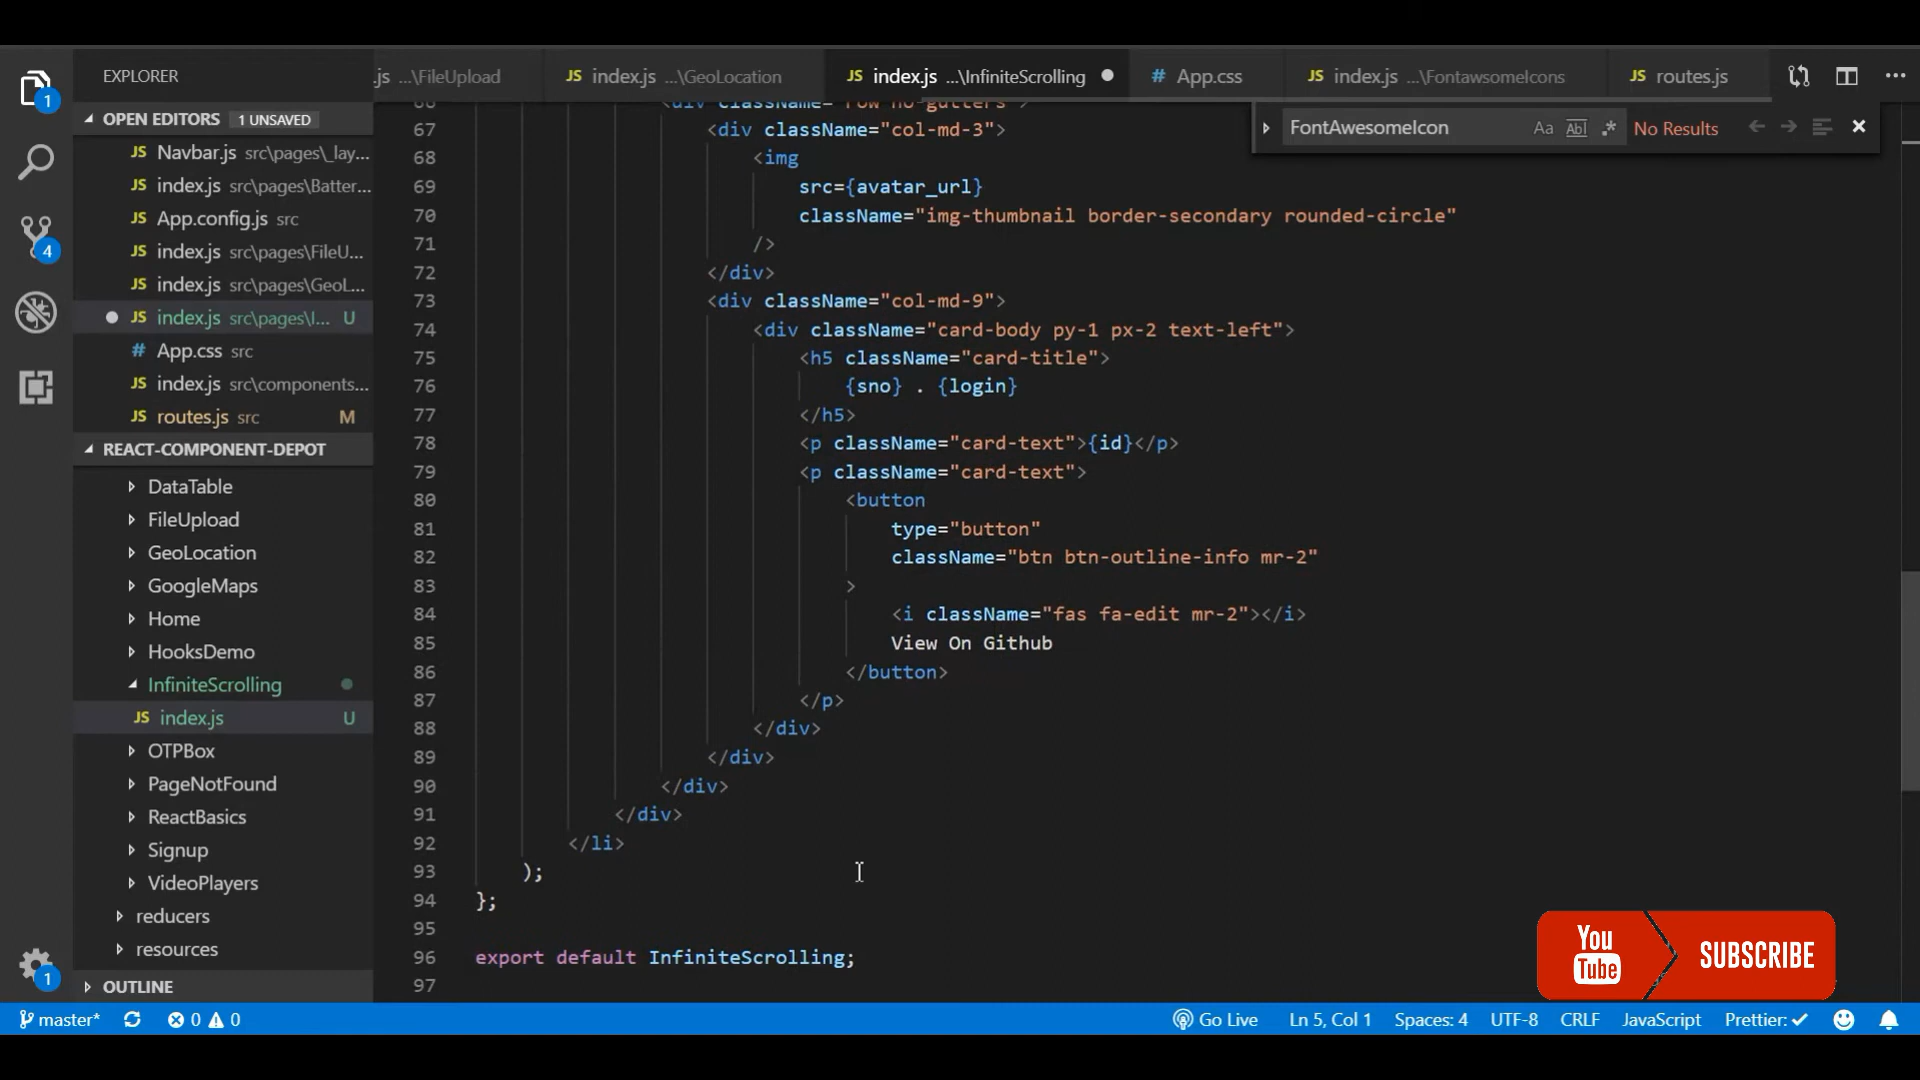 EXPLORER
.js ...\FileUpload
JS index.js ...\GeoLocation
JS index.js ...\InfiniteScrolling
# App.css
JS index.js ...\FontawsomeIcons
JS routes.js
FontAwesomeIcon
Aa Abl .*
No Results
1
4
1
OPEN EDITORS 1 UNSAVED
JS Navbar.js src\pages\_lay...
JS index.js src\pages\Batter...
JS App.config.js src
JS index.js src\pages\FileU...
JS index.js src\pages\GeoL...
JS index.js src\pages\I... U
# App.css src
JS index.js src\components...
JS routes.js src M
REACT-COMPONENT-DEPOT
DataTable
FileUpload
GeoLocation
GoogleMaps
Home
HooksDemo
InfiniteScrolling
JS index.js U
OTPBox
PageNotFound
ReactBasics
Signup
VideoPlayers
reducers
resources
OUTLINE
66 <div className="row no-gutters">
67 <div className="col-md-3">
68 <img
69 src={avatar_url}
70 className="img-thumbnail border-secondary rounded-circle"
71 />
72 </div>
73 <div className="col-md-9">
74 <div className="card-body py-1 px-2 text-left">
75 <h5 className="card-title">
76 {sno} . {login}
77 </h5>
78 <p className="card-text">{id}</p>
79 <p className="card-text">
80 <button
81 type="button"
82 className="btn btn-outline-info mr-2"
83 >
84 <i className="fas fa-edit mr-2"></i>
85 View On Github
86 </button>
87 </p>
88 </div>
89 </div>
90 </div>
91 </div>
92 </li>
93 );
94 };
95
96 export default InfiniteScrolling;
97
You
Tube
SUBSCRIBE
master* 0 0 Go Live Ln 5, Col 1 Spaces: 4 UTF-8 CRLF JavaScript Prettier: ✓